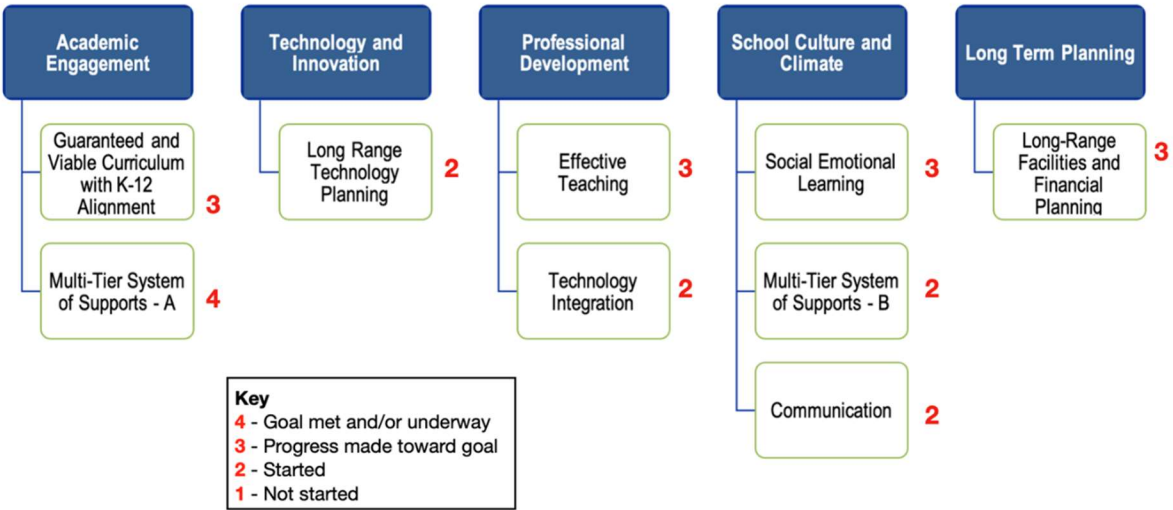 Academic
Engagement
Technology and
Innovation
Professional
Development
School Culture and
Climate
Long Term Planning
Guaranteed and
Viable Curriculum
with K-12
Alignment
3
Long Range
Technology
Planning
2
Effective
Teaching
3
Social Emotional
Learning
3
Long-Range
Facilities and
Financial
Planning
3
Multi-Tier System
of Supports - A
4
Technology
Integration
2
Multi-Tier System
of Supports - B
2
Communication
2
Key
4 - Goal met and/or underway
3 - Progress made toward goal
2 - Started
1 - Not started